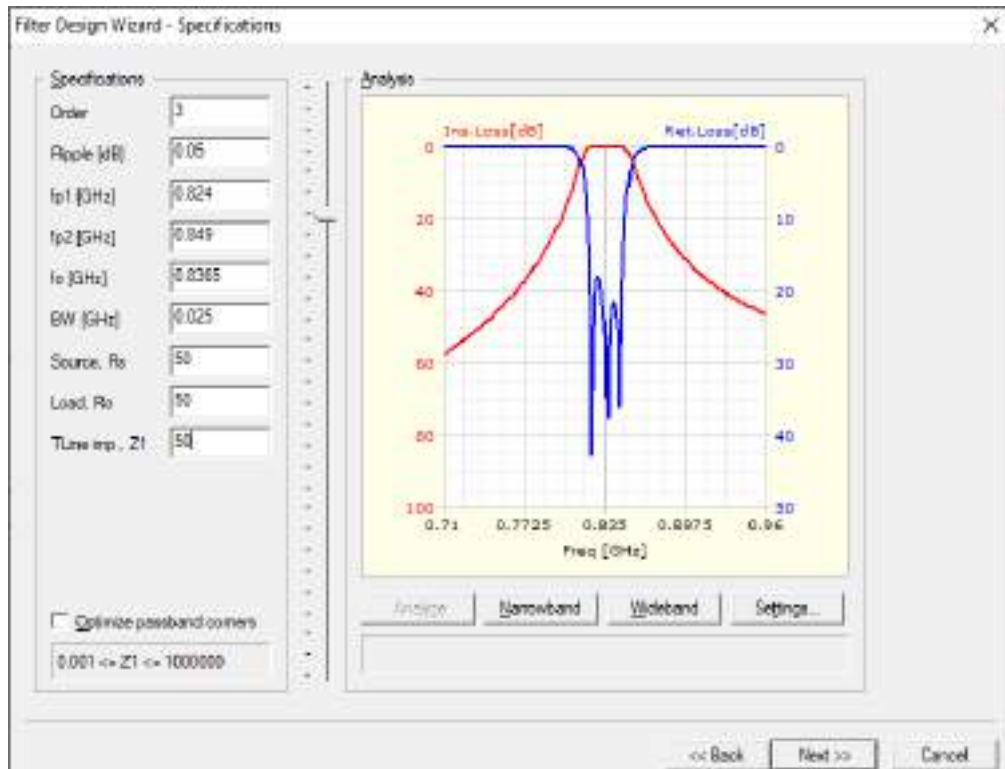 Filter Design Wizard - Specifications
Specifications
Order 3
Ripple [dB] 0.05
fp1 [GHz] 0.824
fp2 [GHz] 0.849
fo [GHz] 0.8365
BW [GHz] 0.025
Source, Rs 50
Load, Ro 50
TLine imp., Z1 50
Optimize passband corners
0.001 <= Z1 <= 1000000
Analysis
Ins.Loss[dB] Ret.Loss[dB]
0 0
20 10
40 20
60 30
80 40
100 50
0.71 0.7725 0.835 0.8975 0.96
Freq [GHz]
Analyze Narrowband Wideband Settings...
<< Back Next >> Cancel